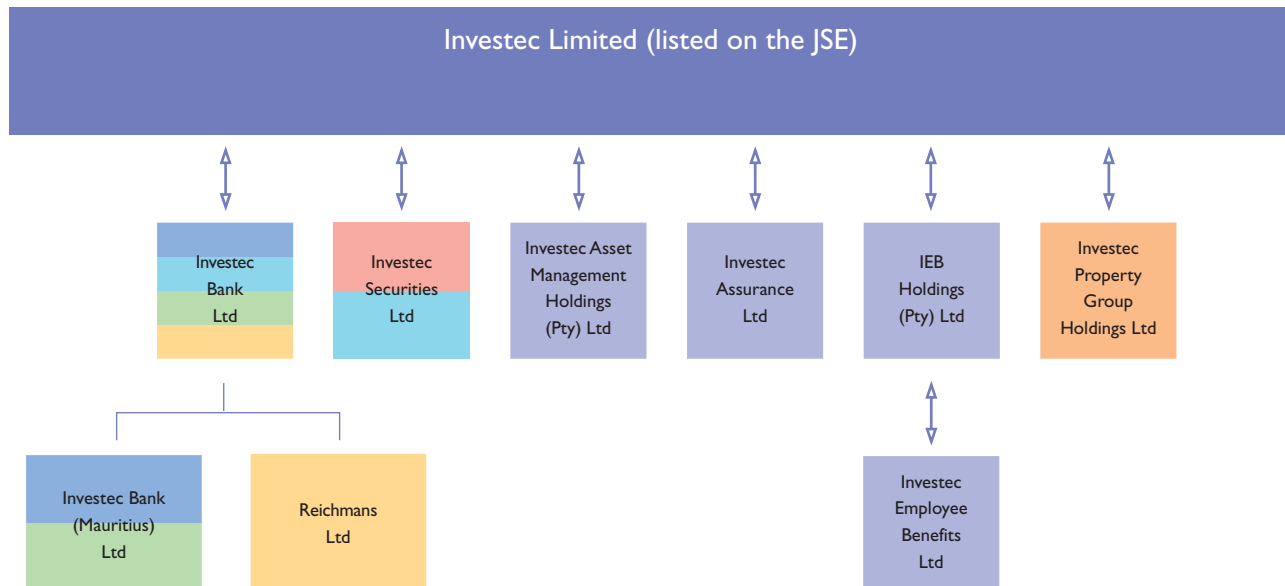 Investec Limited (listed on the JSE)
Investec
Bank
Ltd
Investec
Securities
Ltd
Investec Asset
Management
Holdings
(Pty) Ltd
Investec
Assurance
Ltd
IEB
Holdings
(Pty) Ltd
Investec
Property
Group
Holdings Ltd
Investec Bank
(Mauritius)
Ltd
Reichmans
Ltd
Investec
Employee
Benefits
Ltd